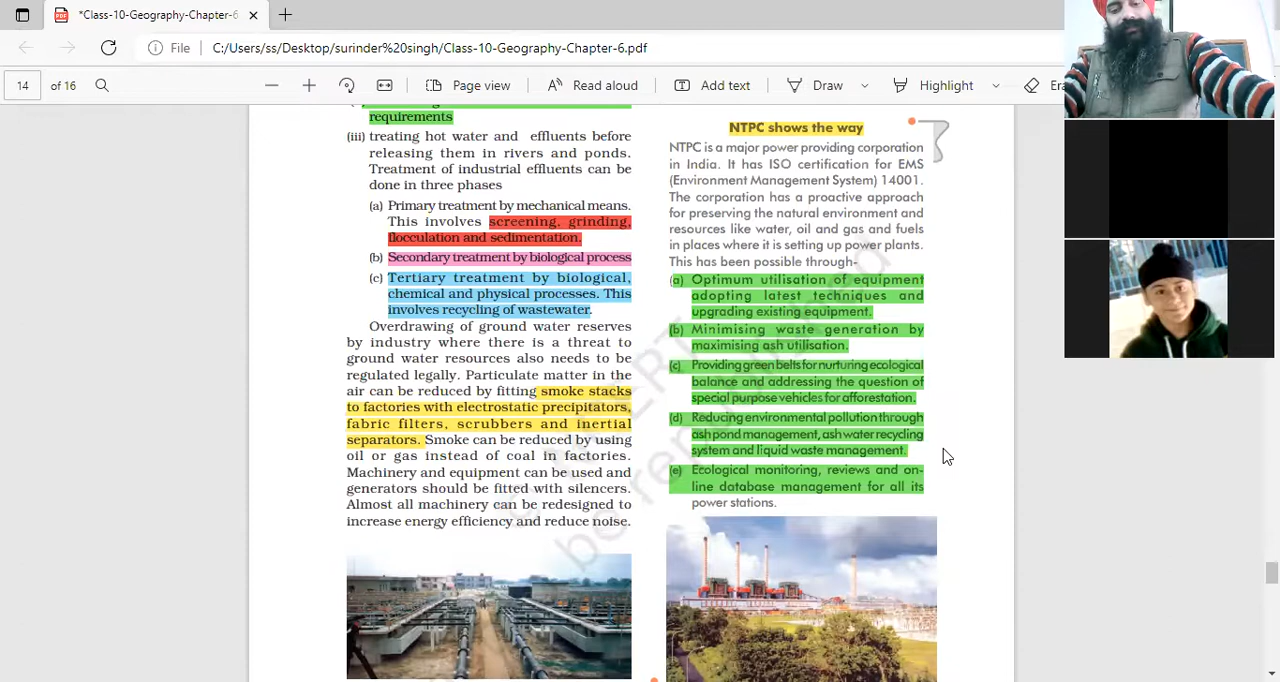 *Class-10-Geography-Chapter-6
File
C:/Users/ss/Desktop/surinder%20singh/Class-10-Geography-Chapter-6.pdf
14
of 16
Page view
Read aloud
Add text
Draw
Highlight
requirements
(iii) treating hot water and effluents before
releasing them in rivers and ponds.
Treatment of industrial effluents can be
done in three phases
(a) Primary treatment by mechanical means.
This involves screening, grinding,
flocculation and sedimentation.
(b) Secondary treatment by biological process
(c) Tertiary treatment by biological,
chemical and physical processes. This
involves recycling of wastewater.
Overdrawing of ground water reserves
by industry where there is a threat to
ground water resources also needs to be
regulated legally. Particulate matter in the
air can be reduced by fitting smoke stacks
to factories with electrostatic precipitators,
fabric filters, scrubbers and inertial
separators. Smoke can be reduced by using
oil or gas instead of coal in factories.
Machinery and equipment can be used and
generators should be fitted with silencers.
Almost all machinery can be redesigned to
increase energy efficiency and reduce noise.
NTPC shows the way
NTPC is a major power providing corporation
in India. It has ISO certification for EMS
(Environment Management System) 14001.
The corporation has a proactive approach
for preserving the natural environment and
resources like water, oil and gas and fuels
in places where it is setting up power plants.
This has been possible through-
(a) Optimum utilisation of equipment
adopting latest techniques and
upgrading existing equipment.
(b) Minimising waste generation by
maximising ash utilisation.
(c) Providing green belts for nurturing ecological
balance and addressing the question of
special purpose vehicles for afforestation.
(d) Reducing environmental pollution through
ash pond management, ash water recycling
system and liquid waste management.
(e) Ecological monitoring, reviews and on-
line database management for all its
power stations.